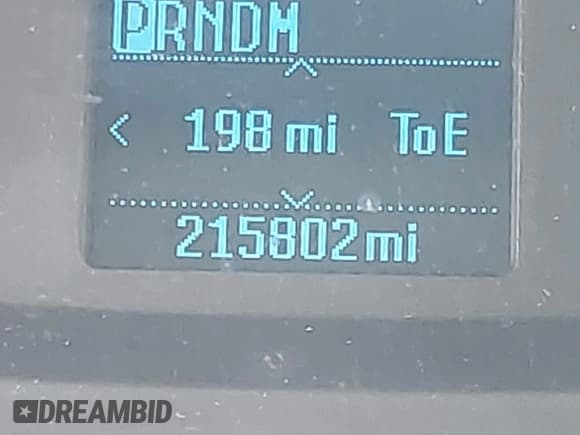 PRNDM
< 198 mi ToE
215802mi
DREAMBID